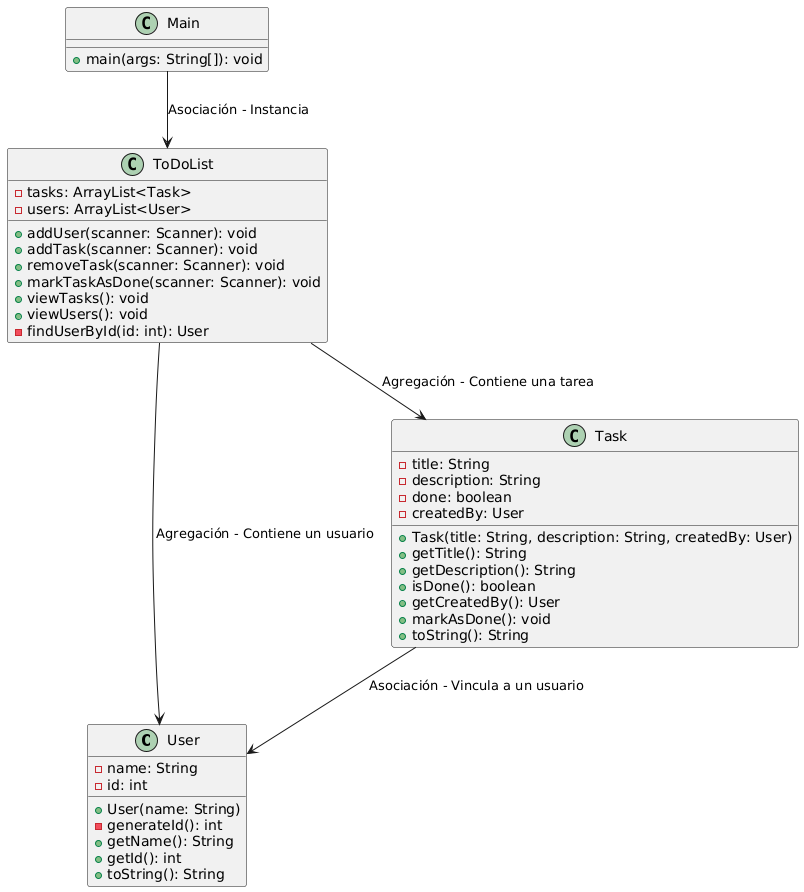 C Main
main(args: String[]): void
Asociación - Instancia
C ToDoList
tasks: ArrayList<Task>
users: ArrayList<User>
addUser(scanner: Scanner): void
addTask(scanner: Scanner): void
removeTask(scanner: Scanner): void
markTaskAsDone(scanner: Scanner): void
viewTasks(): void
viewUsers(): void
findUserById(id: int): User
Agregación - Contiene una tarea
C Task
title: String
description: String
done: boolean
createdBy: User
Task(title: String, description: String, createdBy: User)
getTitle(): String
getDescription(): String
isDone(): boolean
getCreatedBy(): User
markAsDone(): void
toString(): String
Agregación - Contiene un usuario
Asociación - Vincula a un usuario
C User
name: String
id: int
User(name: String)
generateId(): int
getName(): String
getId(): int
toString(): String